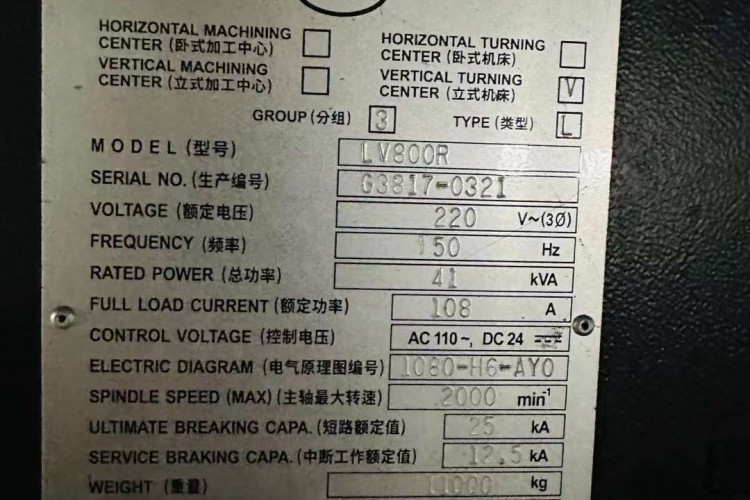 HORIZONTAL MACHINING CENTER (卧式加工中心)
HORIZONTAL TURNING CENTER (卧式机床)
VERTICAL MACHINING CENTER (立式加工中心)
VERTICAL TURNING CENTER (立式机床) V
GROUP (分组) 3 TYPE (类型) L
MODEL (型号) LV800R
SERIAL NO. (生产编号) G3817-0321
VOLTAGE (额定电压) 220 V~(3Ø)
FREQUENCY (频率) 50 Hz
RATED POWER (总功率) 41 kVA
FULL LOAD CURRENT (额定功率) 108 A
CONTROL VOLTAGE (控制电压) AC 110 ~, DC 24
ELECTRIC DIAGRAM (电气原理图编号) 1080-H6-AY0
SPINDLE SPEED (MAX) (主轴最大转速) 2000 min⁻¹
ULTIMATE BREAKING CAPA. (短路额定值) 25 kA
SERVICE BRAKING CAPA. (中断工作额定值) 12.5 kA
WEIGHT (重量) 11000 kg